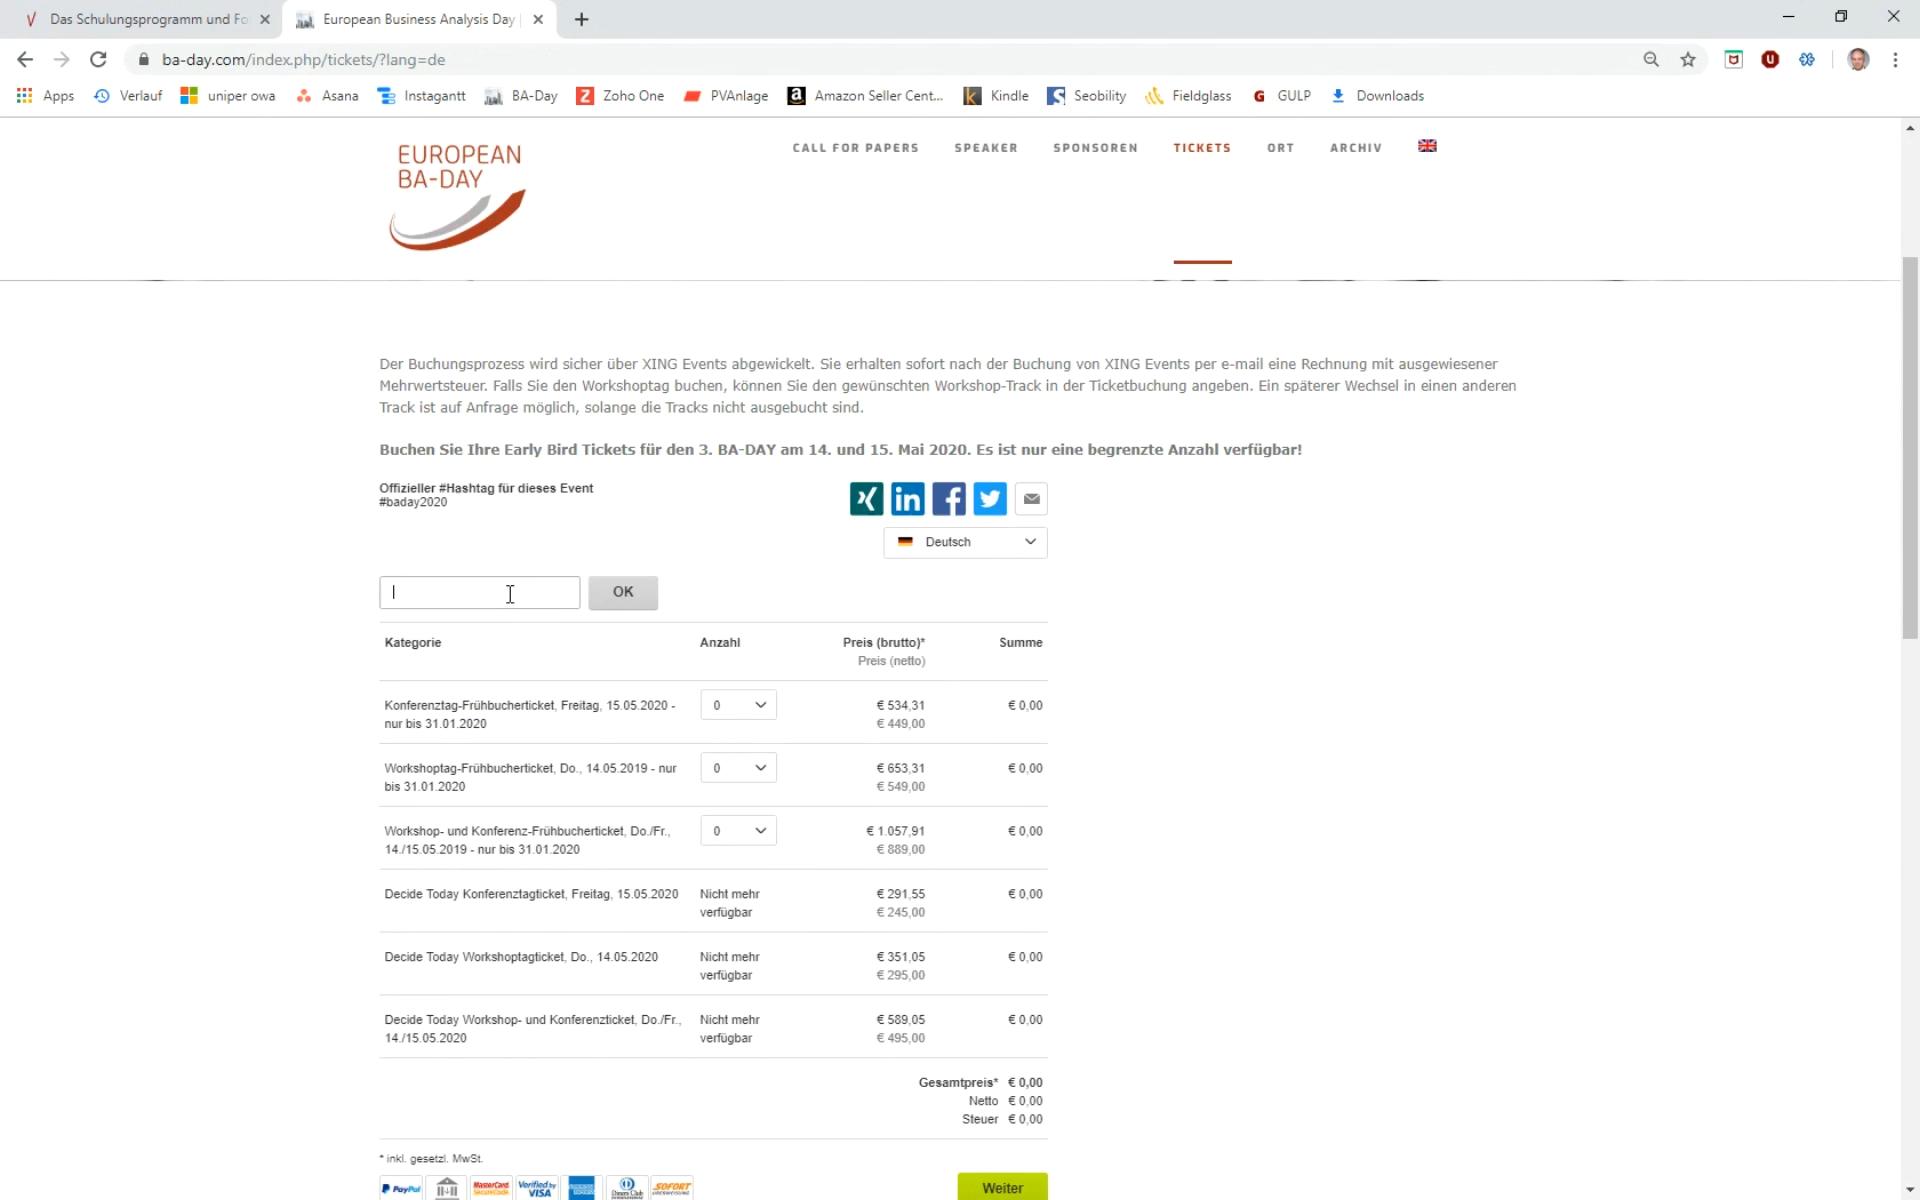 Das Schulungsprogramm und Fo
European Business Analysis Day
ba-day.com/index.php/tickets/?lang=de
Apps
Verlauf
uniper owa
Asana
Instagantt
BA-Day
Zoho One
PVAnlage
Amazon Seller Cent...
Kindle
Seobility
Fieldglass
GULP
Downloads
EUROPEAN
BA-DAY
CALL FOR PAPERS
SPEAKER
SPONSOREN
TICKETS
ORT
ARCHIV
Der Buchungsprozess wird sicher über XING Events abgewickelt. Sie erhalten sofort nach der Buchung von XING Events per e-mail eine Rechnung mit ausgewiesener
Mehrwertsteuer. Falls Sie den Workshoptag buchen, können Sie den gewünschten Workshop-Track in der Ticketbuchung angeben. Ein späterer Wechsel in einen anderen
Track ist auf Anfrage möglich, solange die Tracks nicht ausgebucht sind.
Buchen Sie Ihre Early Bird Tickets für den 3. BA-DAY am 14. und 15. Mai 2020. Es ist nur eine begrenzte Anzahl verfügbar!
Offizieller #Hashtag für dieses Event
#baday2020
Deutsch
OK
Kategorie Anzahl Preis (brutto)* Summe
Preis (netto)
Konferenztag-Frühbucherticket, Freitag, 15.05.2020 - 0 € 534,31 € 0,00
nur bis 31.01.2020 € 449,00
Workshoptag-Frühbucherticket, Do., 14.05.2019 - nur 0 € 653,31 € 0,00
bis 31.01.2020 € 549,00
Workshop- und Konferenz-Frühbucherticket, Do./Fr., 0 € 1.057,91 € 0,00
14./15.05.2019 - nur bis 31.01.2020 € 889,00
Decide Today Konferenztagticket, Freitag, 15.05.2020 Nicht mehr € 291,55 € 0,00
verfügbar € 245,00
Decide Today Workshoptagticket, Do., 14.05.2020 Nicht mehr € 351,05 € 0,00
verfügbar € 295,00
Decide Today Workshop- und Konferenzticket, Do./Fr., Nicht mehr € 589,05 € 0,00
14./15.05.2020 verfügbar € 495,00
Gesamtpreis* € 0,00
Netto € 0,00
Steuer € 0,00
* inkl. gesetzl. MwSt.
PayPal
MasterCard SecureCode
Verified by VISA
Diners Club
SOFORT
Weiter